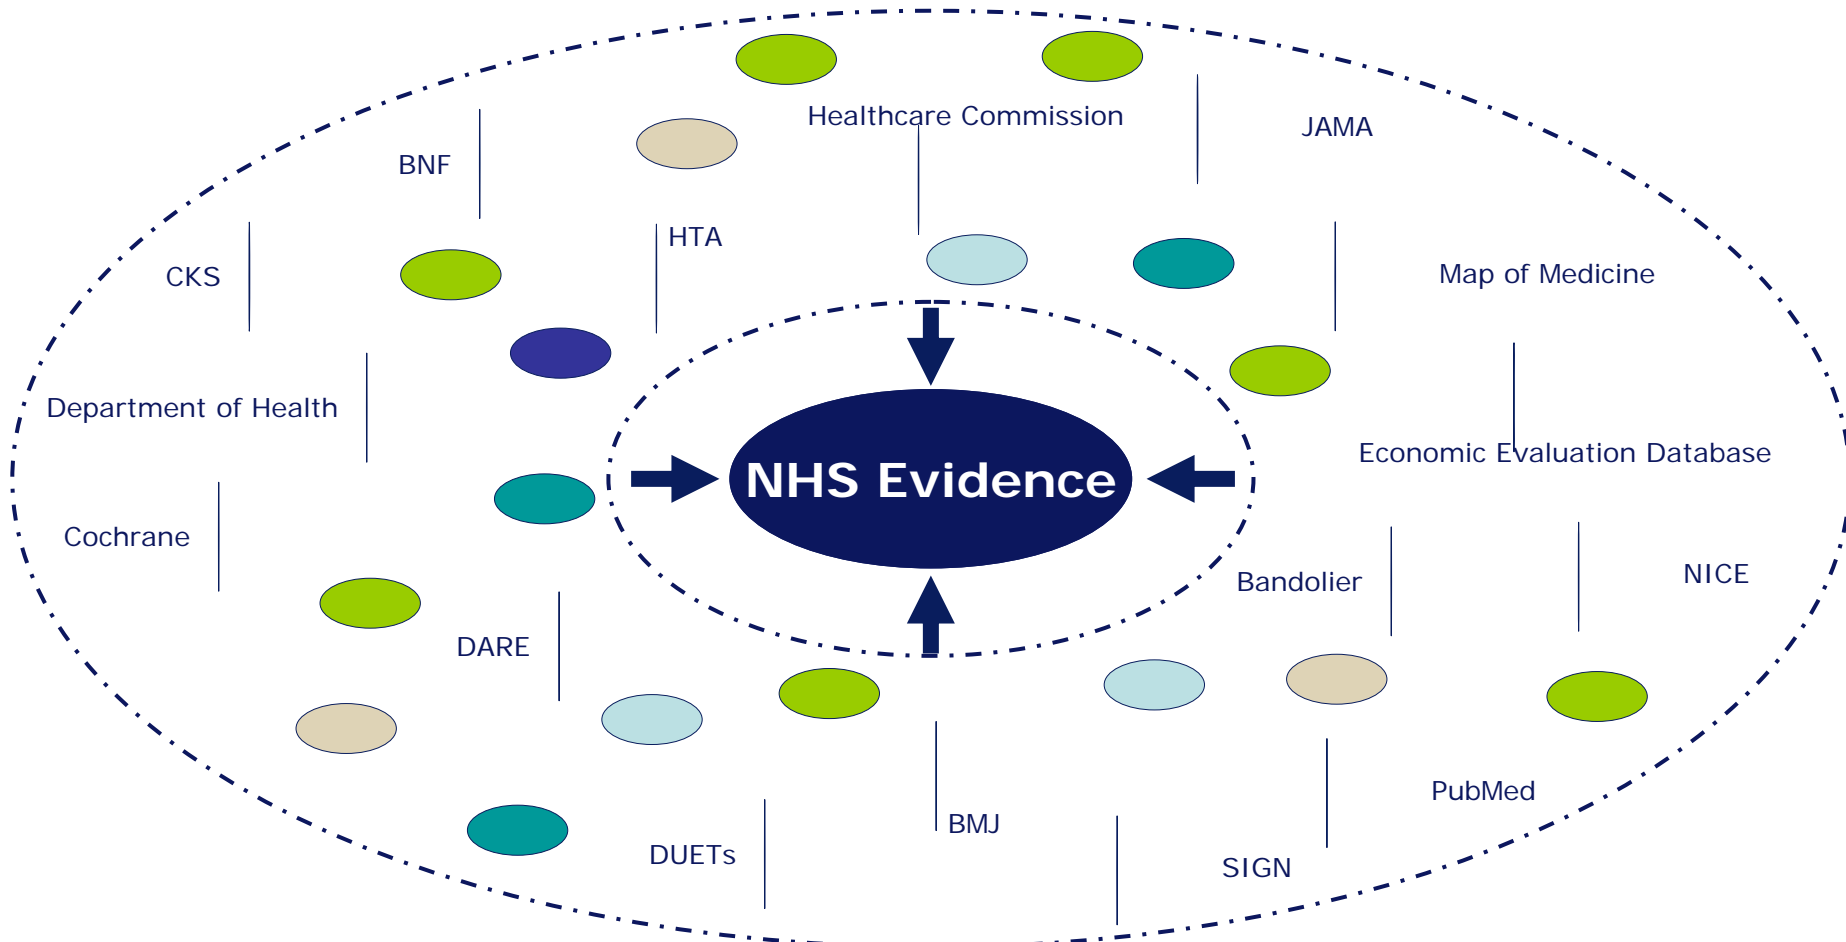 Healthcare Commission
JAMA
BNF
HTA
CKS
Map of Medicine
Department of Health
Economic Evaluation Database
NHS Evidence
Cochrane
Bandolier
NICE
DARE
PubMed
BMJ
DUETs
SIGN